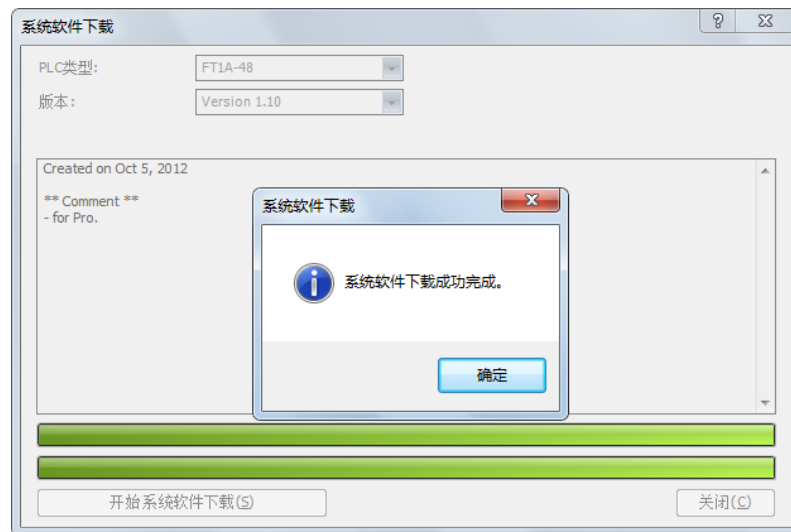 系统软件下载
PLC类型: FT1A-48
版本: Version 1.10
Created on Oct 5, 2012
** Comment **
- for Pro.
系统软件下载
系统软件下载成功完成。
确定
开始系统软件下载(S) 关闭(C)